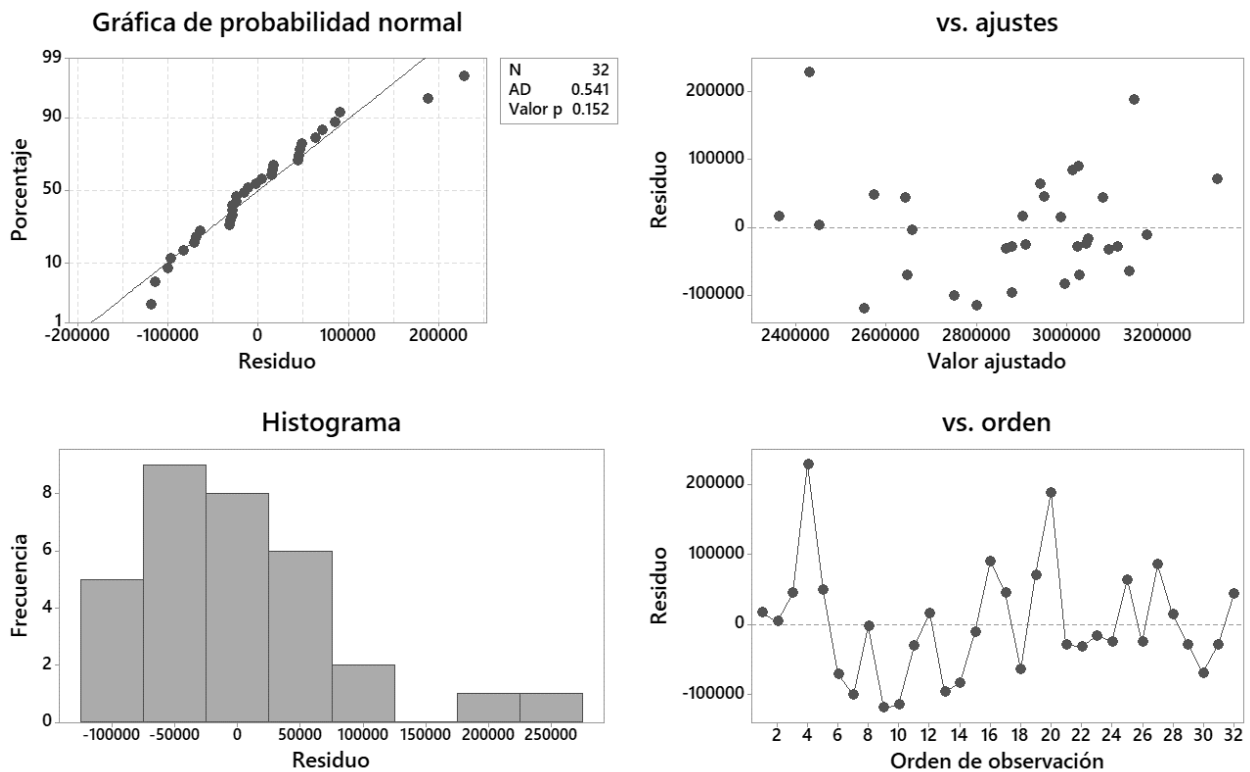 Gráfica de probabilidad normal
99
90
50
10
1
Porcentaje
-200000 -100000 0 100000 200000
Residuo
N 32
AD 0.541
Valor p 0.152
vs. ajustes
200000
100000
0
-100000
Residuo
2400000 2600000 2800000 3000000 3200000
Valor ajustado
Histograma
8
6
4
2
0
Frecuencia
-100000 -50000 0 50000 100000 150000 200000 250000
Residuo
vs. orden
200000
100000
0
-100000
Residuo
2 4 6 8 10 12 14 16 18 20 22 24 26 28 30 32
Orden de observación